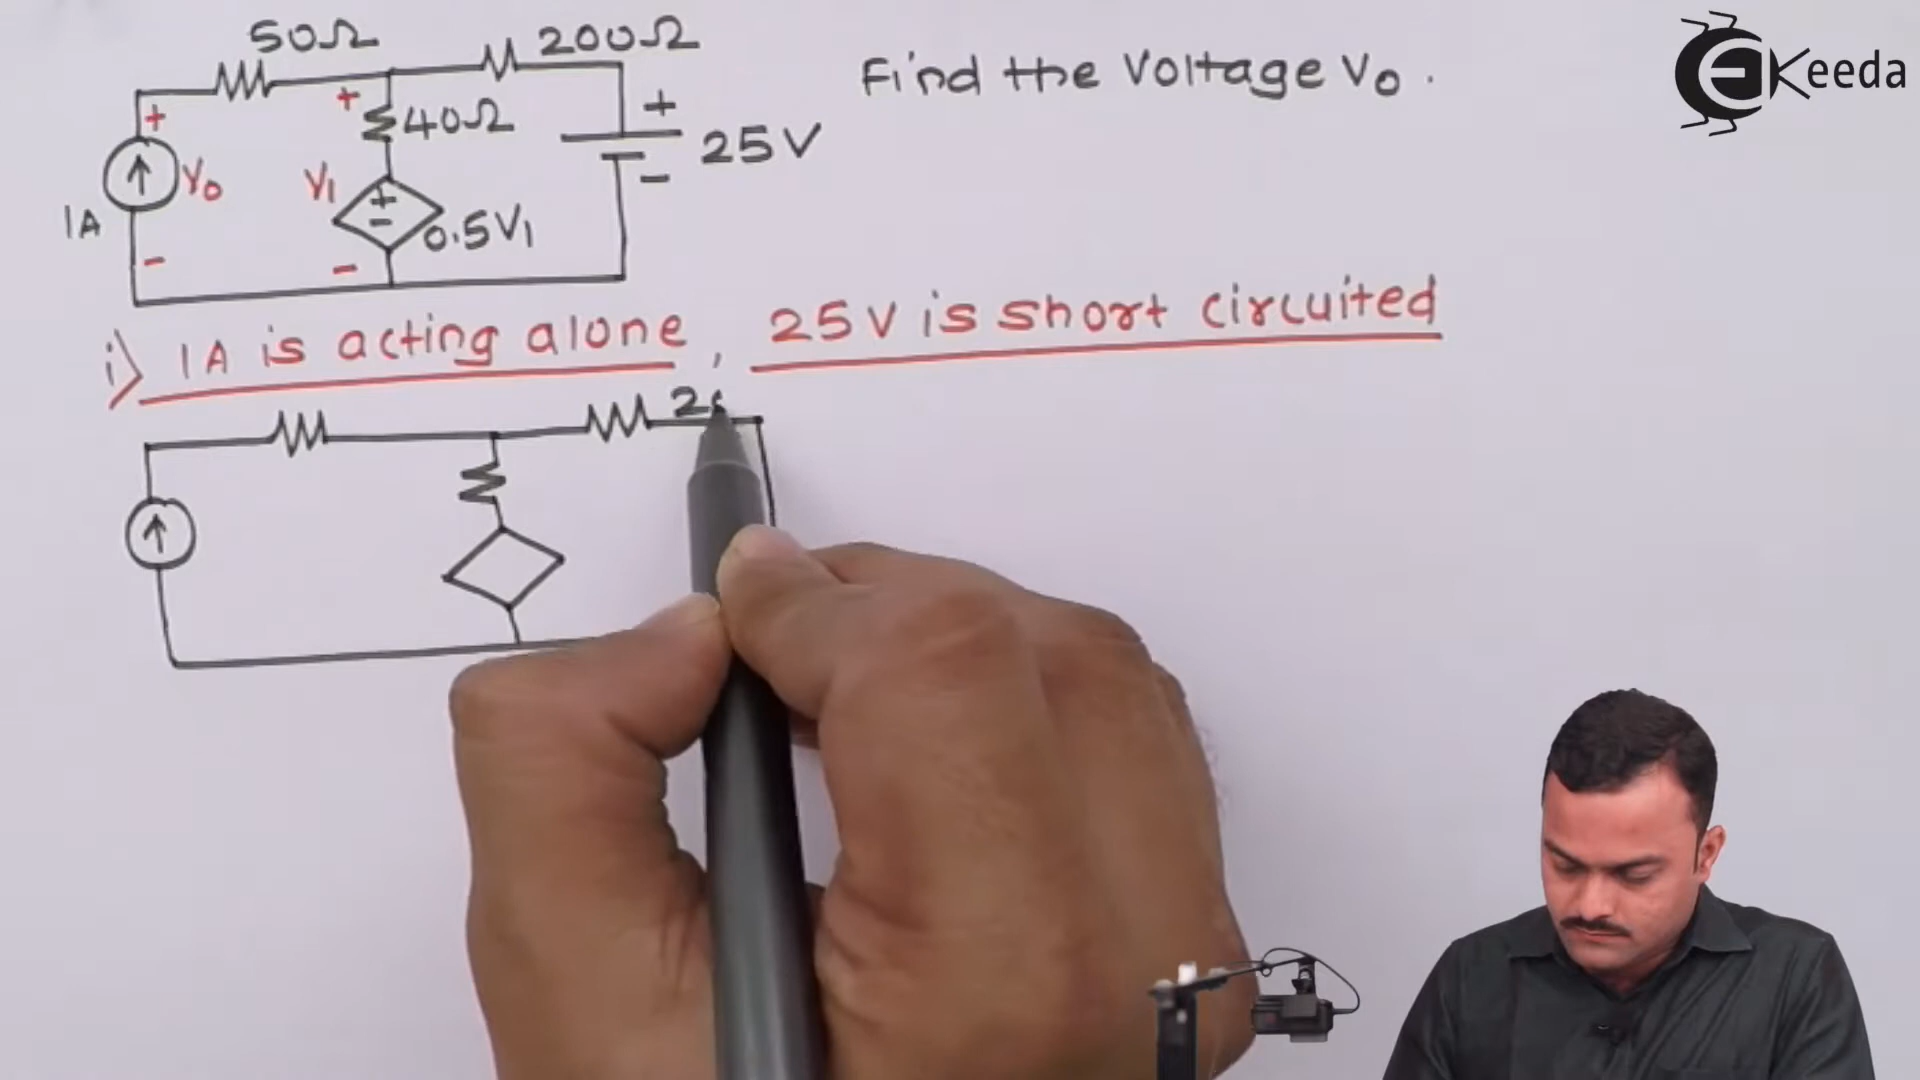 50Ω
200Ω
Find the Voltage V0.
EKeeda
+
+
40Ω
+
25V
V0
V1
+
-
-
1A
0.5V1
-
-
i) 1A is acting alone, 25V is short circuited